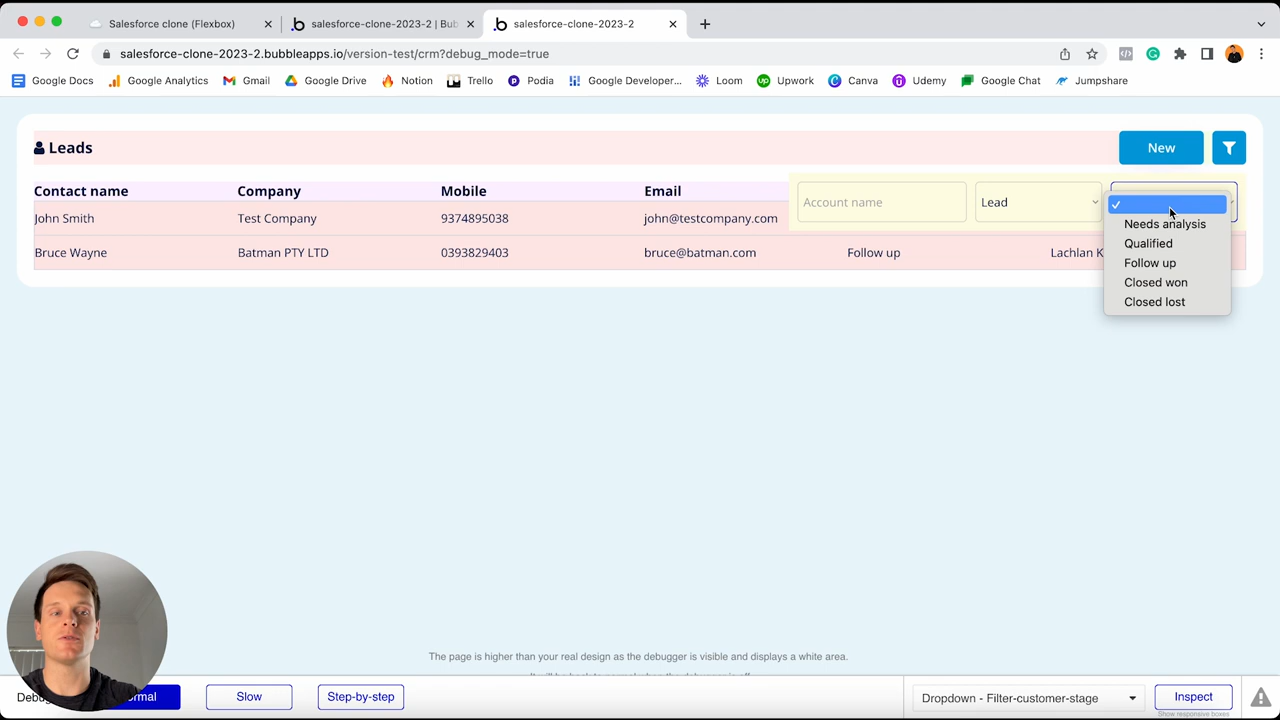 Salesforce clone (Flexbox)
salesforce-clone-2023-2 | Bub
salesforce-clone-2023-2
salesforce-clone-2023-2.bubbleapps.io/version-test/crm?debug_mode=true
Google Docs Google Analytics Gmail Google Drive Notion Trello Podia Google Developer... Loom Upwork Canva Udemy Google Chat Jumpshare
Leads New
Contact name Company Mobile Email
Account name Lead
John Smith Test Company 9374895038 john@testcompany.com
Bruce Wayne Batman PTY LTD 0393829403 bruce@batman.com Follow up Lachlan K
Needs analysis
Qualified
Follow up
Closed won
Closed lost
The page is higher than your real design as the debugger is visible and displays a white area.
Slow Step-by-step Dropdown - Filter-customer-stage Inspect
Show responsive boxes